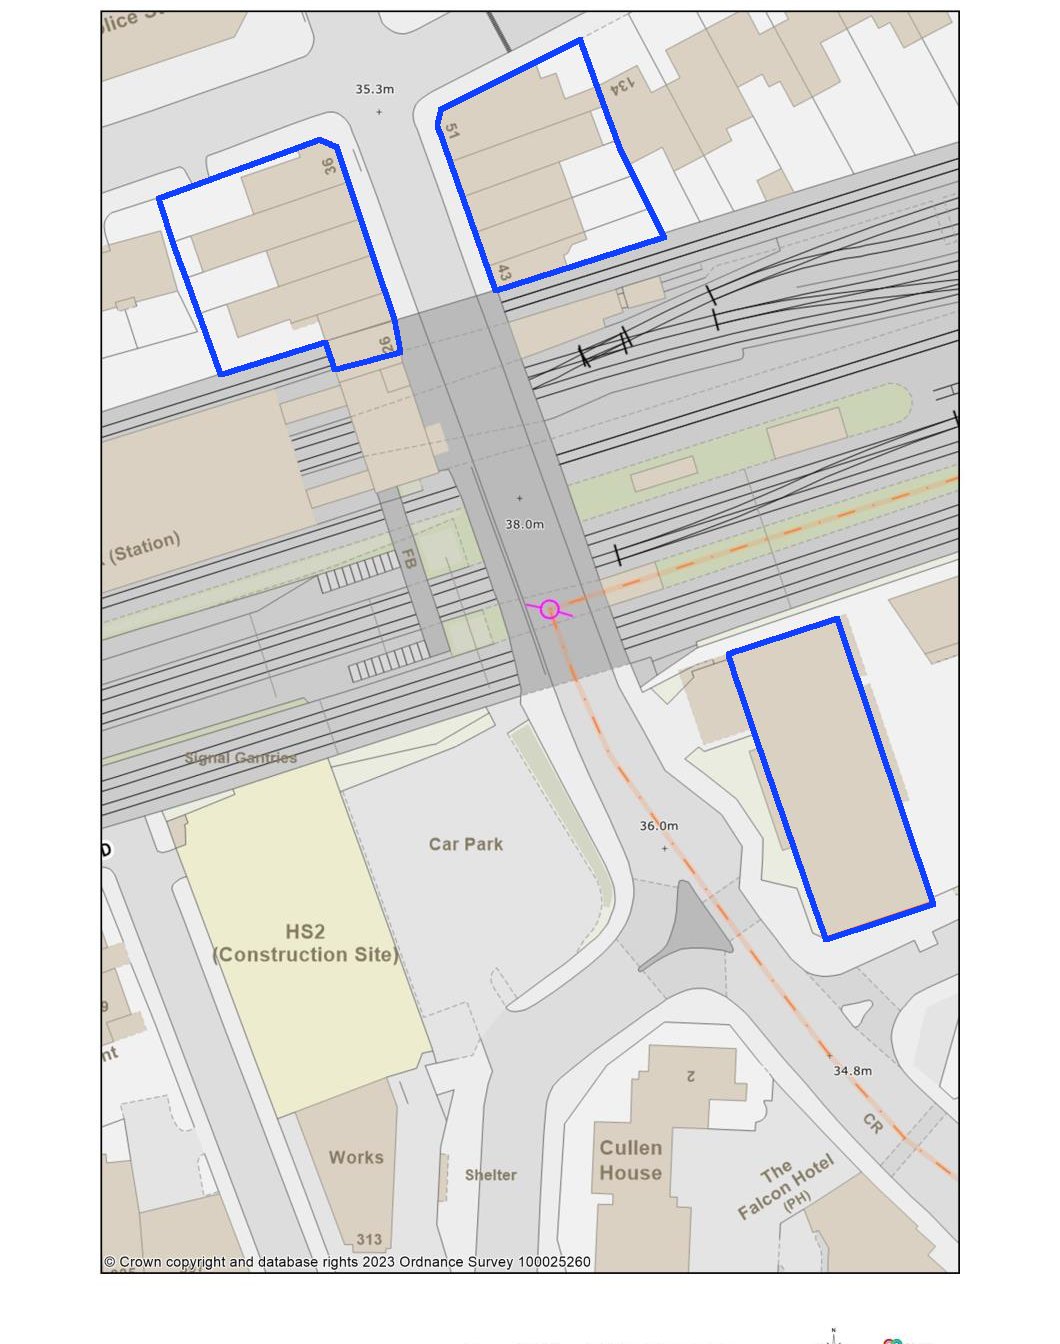 35.3m
51
134
36
43
26
38.0m
(Station)
FB
Signal Gantries
36.0m
Car Park
D
HS2
(Construction Site)
34.8m
2
CR
Works
Cullen
House
Shelter
The
Falcon Hotel
(PH)
313
© Crown copyright and database rights 2023 Ordnance Survey 100025260
N